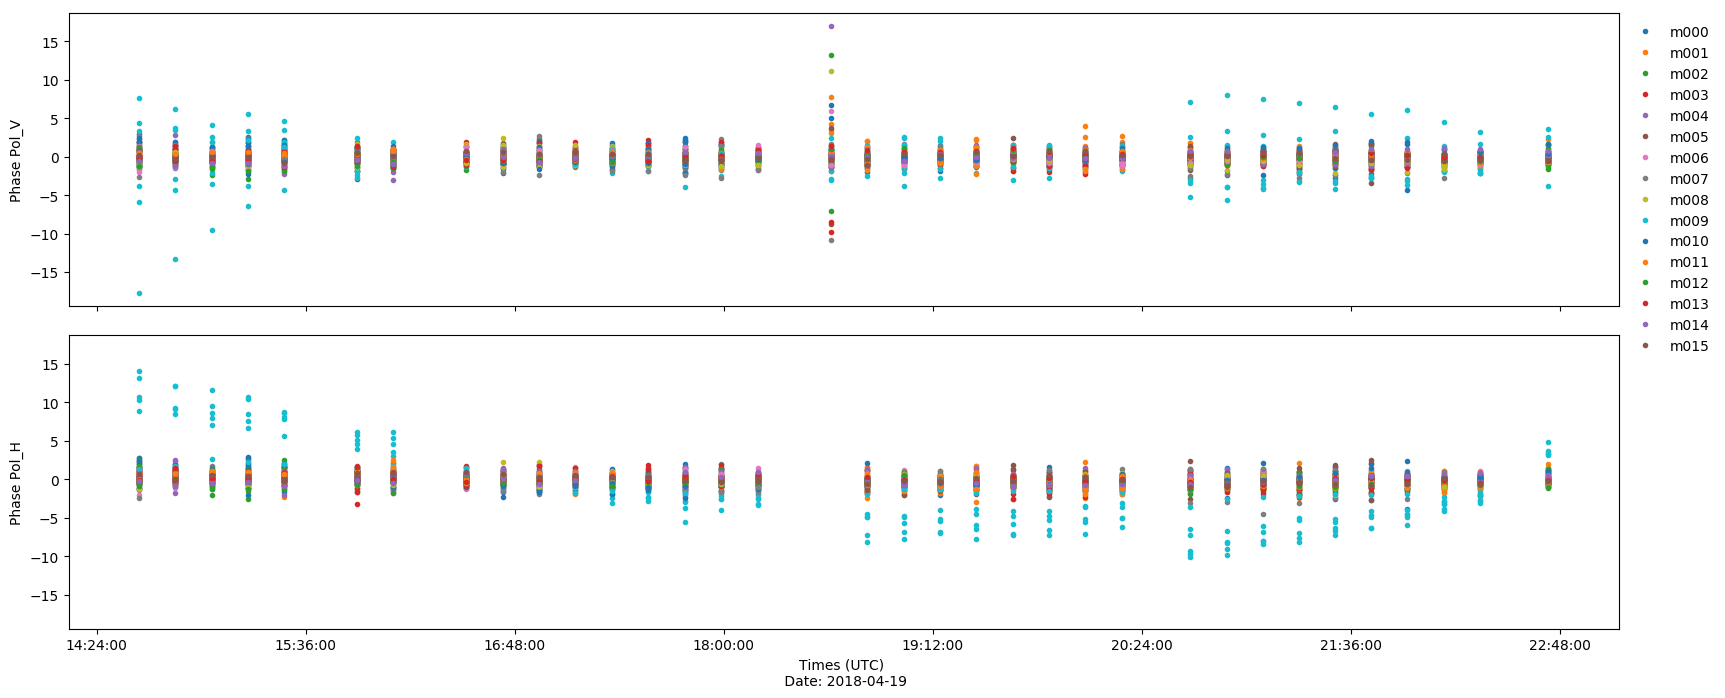 Phase Pol_V
15
10
5
0
−5
−10
−15
m000
m001
m002
m003
m004
m005
m006
m007
m008
m009
m010
m011
m012
m013
m014
m015
Phase Pol_H
15
10
5
0
−5
−10
−15
14:24:00 15:36:00 16:48:00 18:00:00 19:12:00 20:24:00 21:36:00 22:48:00
Times (UTC)
Date: 2018-04-19